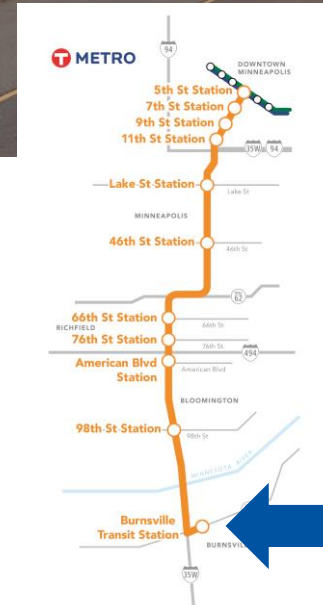 T METRO
94
DOWNTOWN
MINNEAPOLIS
5th St Station
7th St Station
9th St Station
11th St Station
35W 94
Lake St Station
Lake St
MINNEAPOLIS
46th St Station
46th St
62
66th St Station
RICHFIELD
66th St
76th St Station
76th St
494
American Blvd
Station
American Blvd
BLOOMINGTON
98th St Station
98th St
MINNESOTA RIVER
Burnsville
Transit Station
BURNSVI
35W